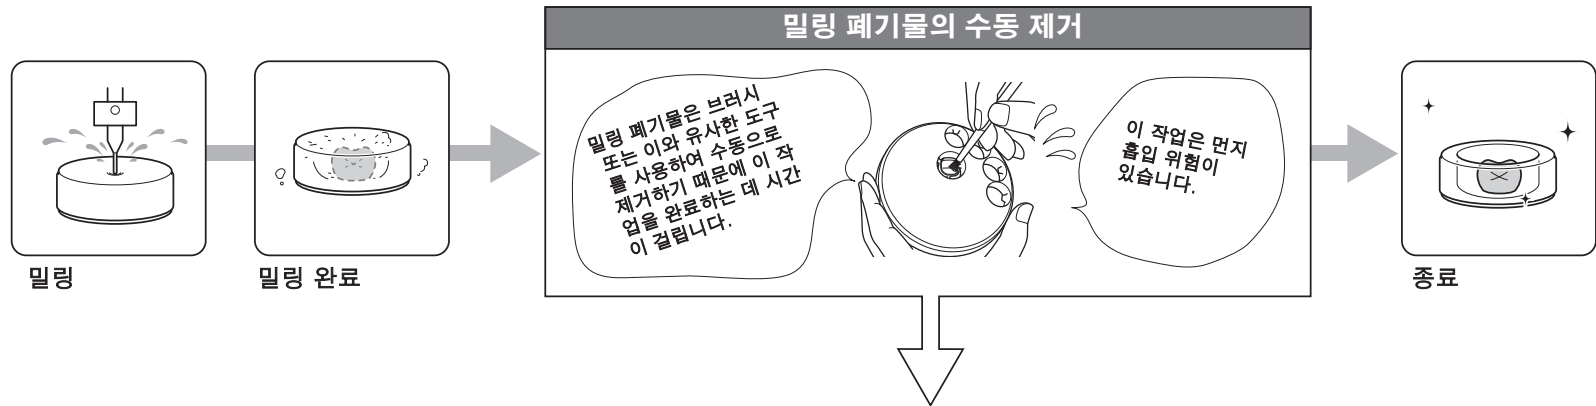 밀링 폐기물의 수동 제거
밀링 폐기물은 브러시
또는 이와 유사한 도구
를 사용하여 수동으로
제거하기 때문에 이 작
업을 완료하는 데 시간
이 걸립니다.
이 작업은 먼지
흡입 위험이
있습니다.
밀링
밀링 완료
종료